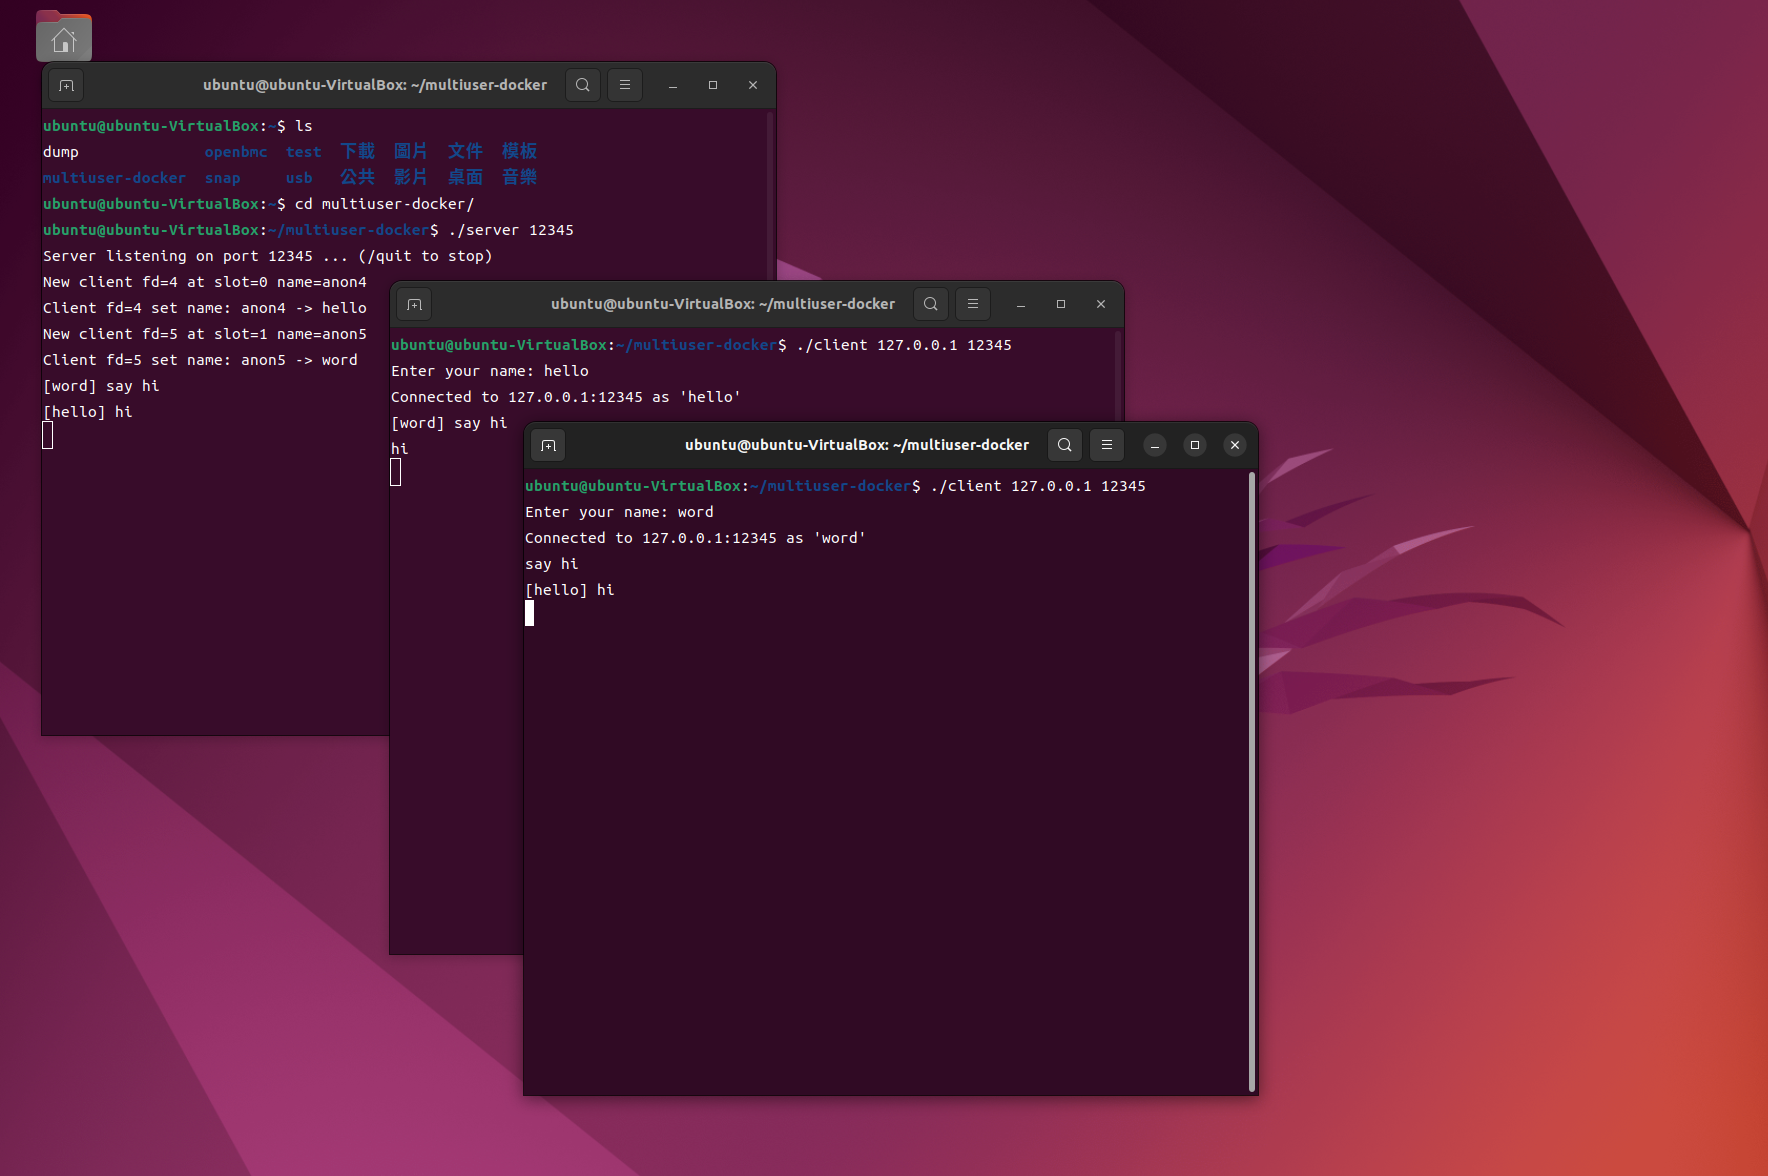 ubuntu@ubuntu-VirtualBox: ~/multiuser-docker
ubuntu@ubuntu-VirtualBox:~$ ls
dump openbmc test 下載 圖片 文件 模板
multiuser-docker snap usb 公共 影片 桌面 音樂
ubuntu@ubuntu-VirtualBox:~$ cd multiuser-docker/
ubuntu@ubuntu-VirtualBox:~/multiuser-docker$ ./server 12345
Server listening on port 12345 ... (/quit to stop)
New client fd=4 at slot=0 name=anon4
Client fd=4 set name: anon4 -> hello
New client fd=5 at slot=1 name=anon5
Client fd=5 set name: anon5 -> word
[word] say hi
[hello] hi
ubuntu@ubuntu-VirtualBox: ~/multiuser-docker
ubuntu@ubuntu-VirtualBox:~/multiuser-docker$ ./client 127.0.0.1 12345
Enter your name: hello
Connected to 127.0.0.1:12345 as 'hello'
[word] say hi
hi
ubuntu@ubuntu-VirtualBox: ~/multiuser-docker
ubuntu@ubuntu-VirtualBox:~/multiuser-docker$ ./client 127.0.0.1 12345
Enter your name: word
Connected to 127.0.0.1:12345 as 'word'
say hi
[hello] hi